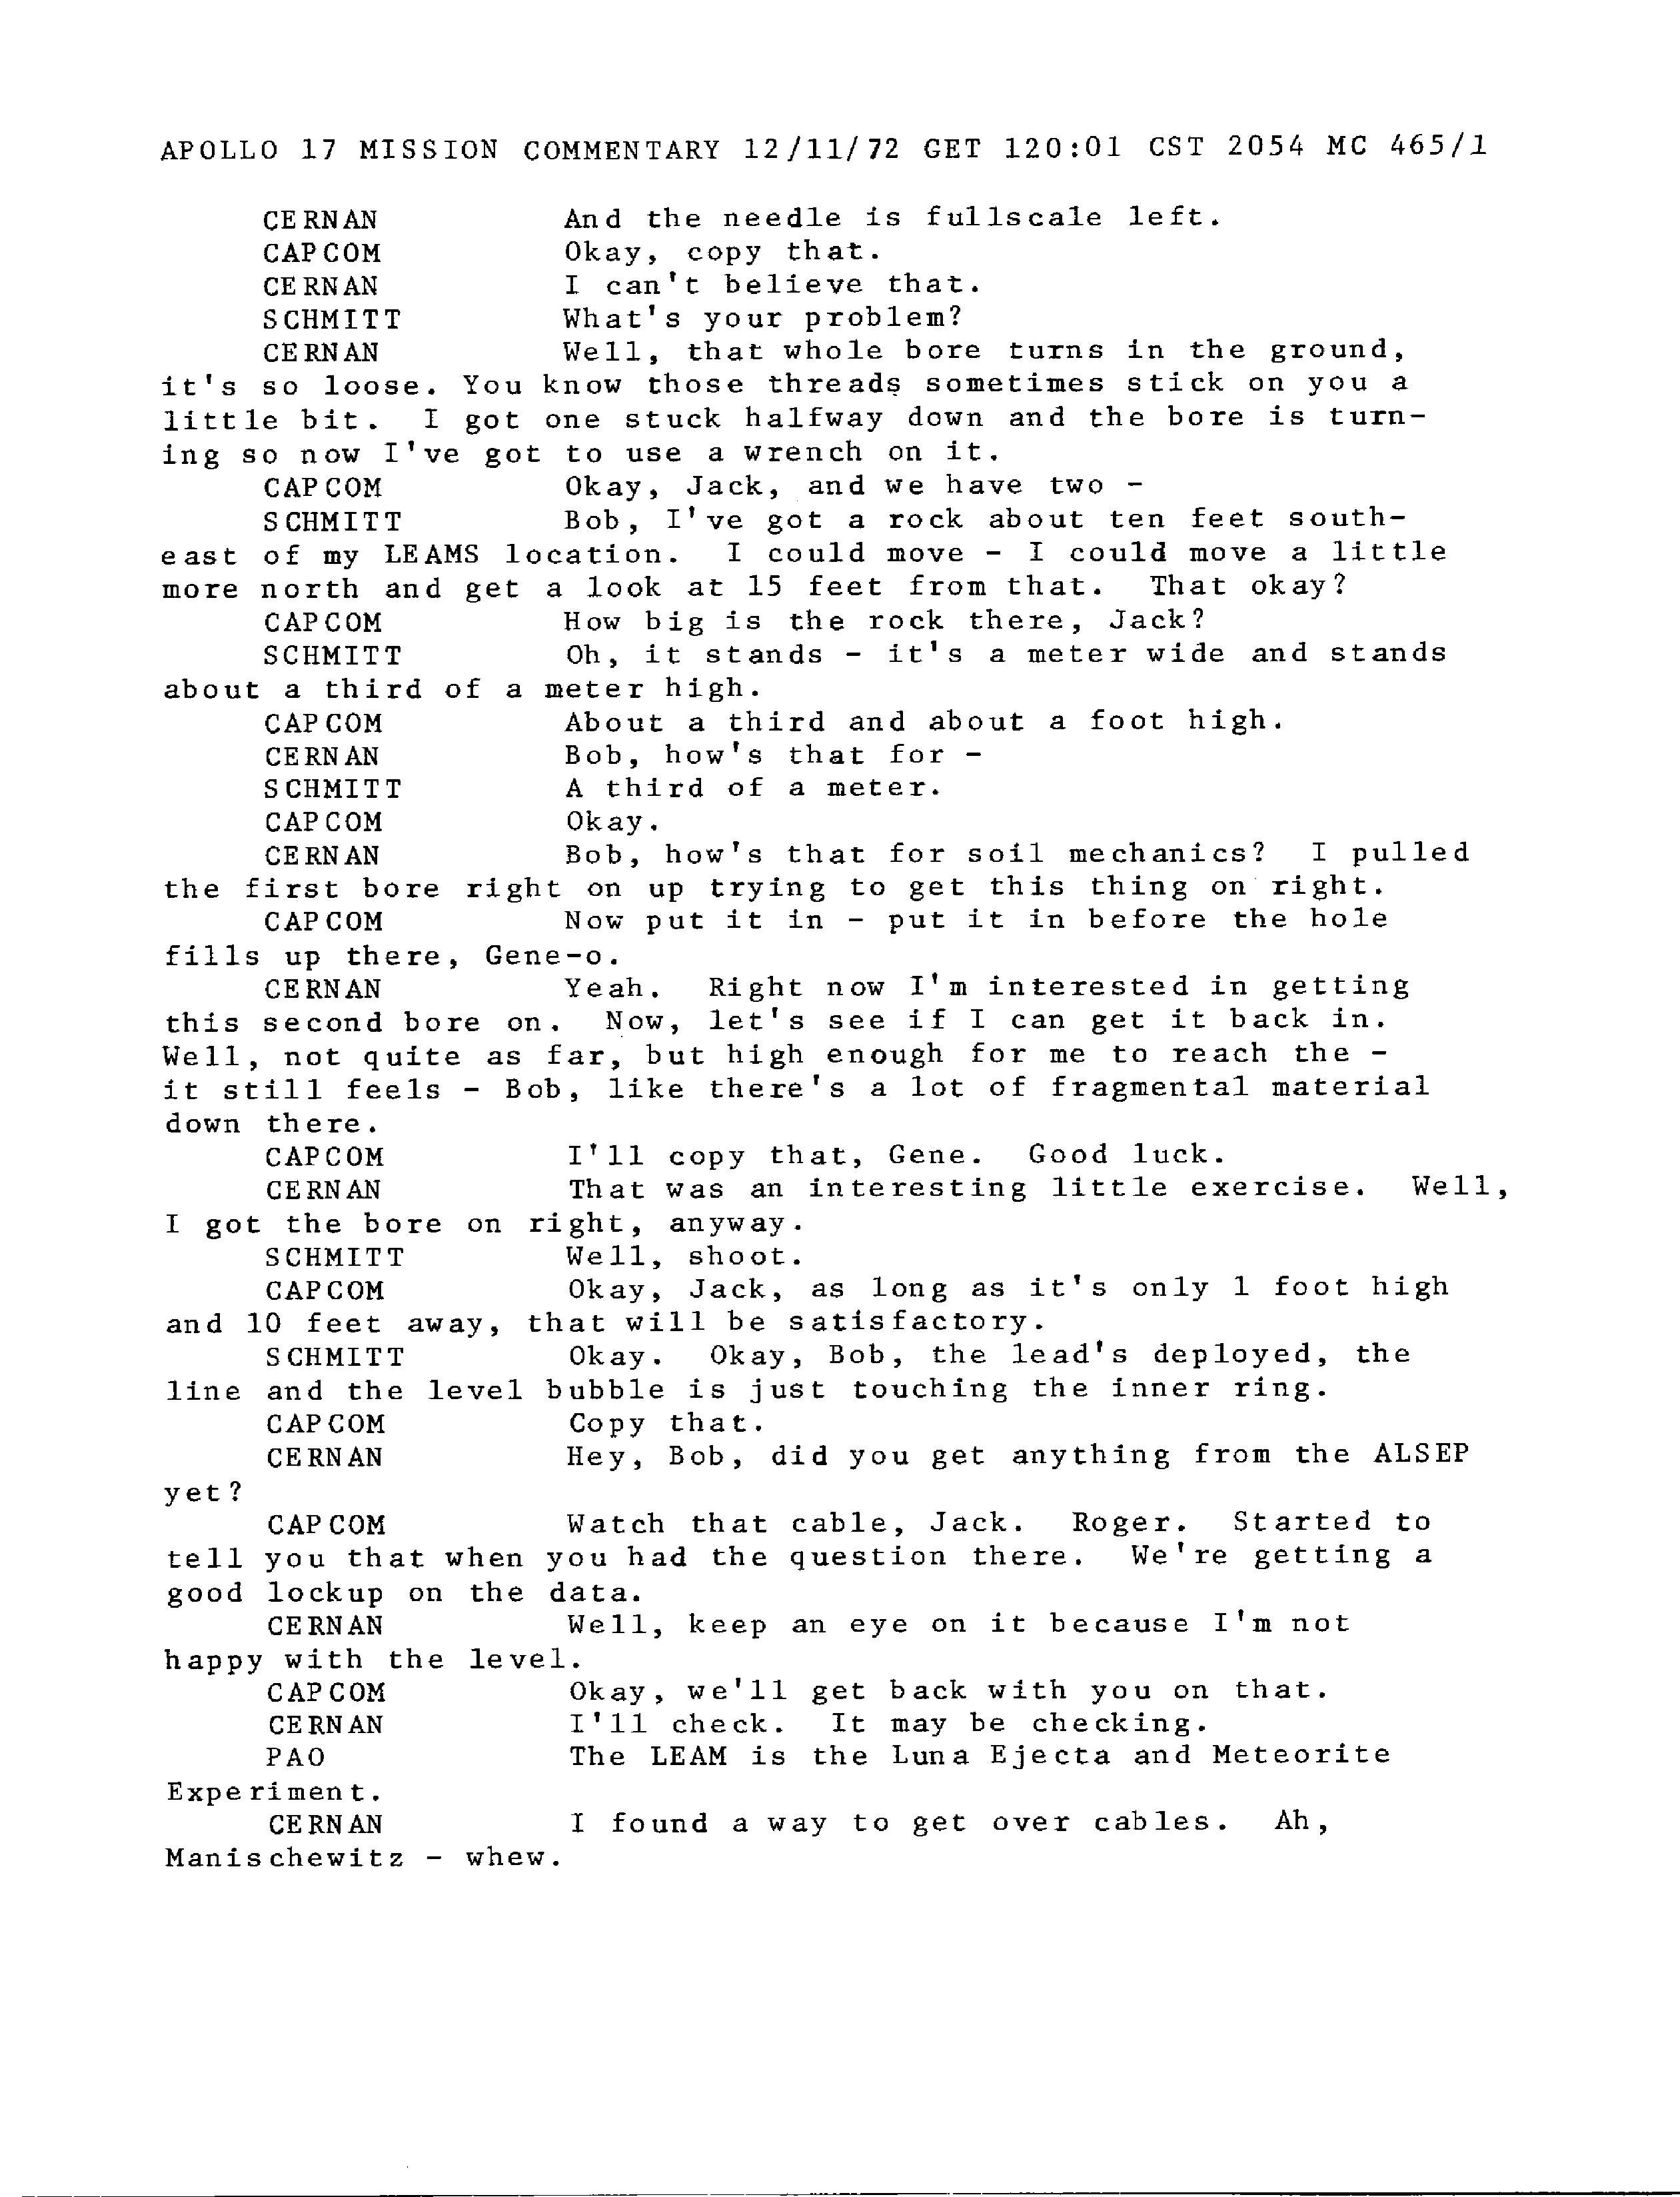 APOLLO 17 MISSION COMMENTARY 12/11/72 GET 120:01 CST 2054 MC 465/1
CERNAN And the needle is fullscale left.
CAPCOM Okay, copy that.
CERNAN I can't believe that.
SCHMITT What's your problem?
CERNAN Well, that whole bore turns in the ground,
it's so loose. You know those threads sometimes stick on you a
little bit. I got one stuck halfway down and the bore is turn-
ing so now I've got to use a wrench on it.
CAPCOM Okay, Jack, and we have two -
SCHMITT Bob, I've got a rock about ten feet south-
east of my LEAMS location. I could move - I could move a little
more north and get a look at 15 feet from that. That okay?
CAPCOM How big is the rock there, Jack?
SCHMITT Oh, it stands - it's a meter wide and stands
about a third of a meter high.
CAPCOM About a third and about a foot high.
CERNAN Bob, how's that for -
SCHMITT A third of a meter.
CAPCOM Okay.
CERNAN Bob, how's that for soil mechanics? I pulled
the first bore right on up trying to get this thing on right.
CAPCOM Now put it in - put it in before the hole
fills up there, Gene-o.
CERNAN Yeah. Right now I'm interested in getting
this second bore on. Now, let's see if I can get it back in.
Well, not quite as far, but high enough for me to reach the -
it still feels - Bob, like there's a lot of fragmental material
down there.
CAPCOM I'll copy that, Gene. Good luck.
CERNAN That was an interesting little exercise. Well,
I got the bore on right, anyway.
SCHMITT Well, shoot.
CAPCOM Okay, Jack, as long as it's only 1 foot high
and 10 feet away, that will be satisfactory.
SCHMITT Okay. Okay, Bob, the lead's deployed, the
line and the level bubble is just touching the inner ring.
CAPCOM Copy that.
CERNAN Hey, Bob, did you get anything from the ALSEP
yet?
CAPCOM Watch that cable, Jack. Roger. Started to
tell you that when you had the question there. We're getting a
good lockup on the data.
CERNAN Well, keep an eye on it because I'm not
happy with the level.
CAPCOM Okay, we'll get back with you on that.
CERNAN I'll check. It may be checking.
PAO The LEAM is the Luna Ejecta and Meteorite
Experiment.
CERNAN I found a way to get over cables. Ah,
Manischewitz - whew.